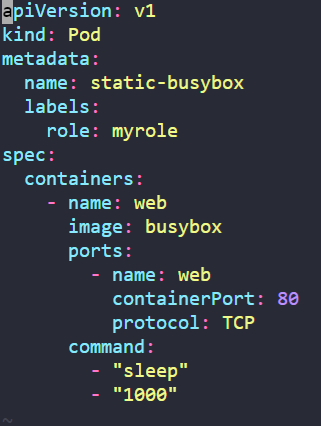 apiVersion: v1
kind: Pod
metadata:
  name: static-busybox
  labels:
    role: myrole
spec:
  containers:
    - name: web
      image: busybox
      ports:
        - name: web
          containerPort: 80
          protocol: TCP
      command:
        - "sleep"
        - "1000"
~